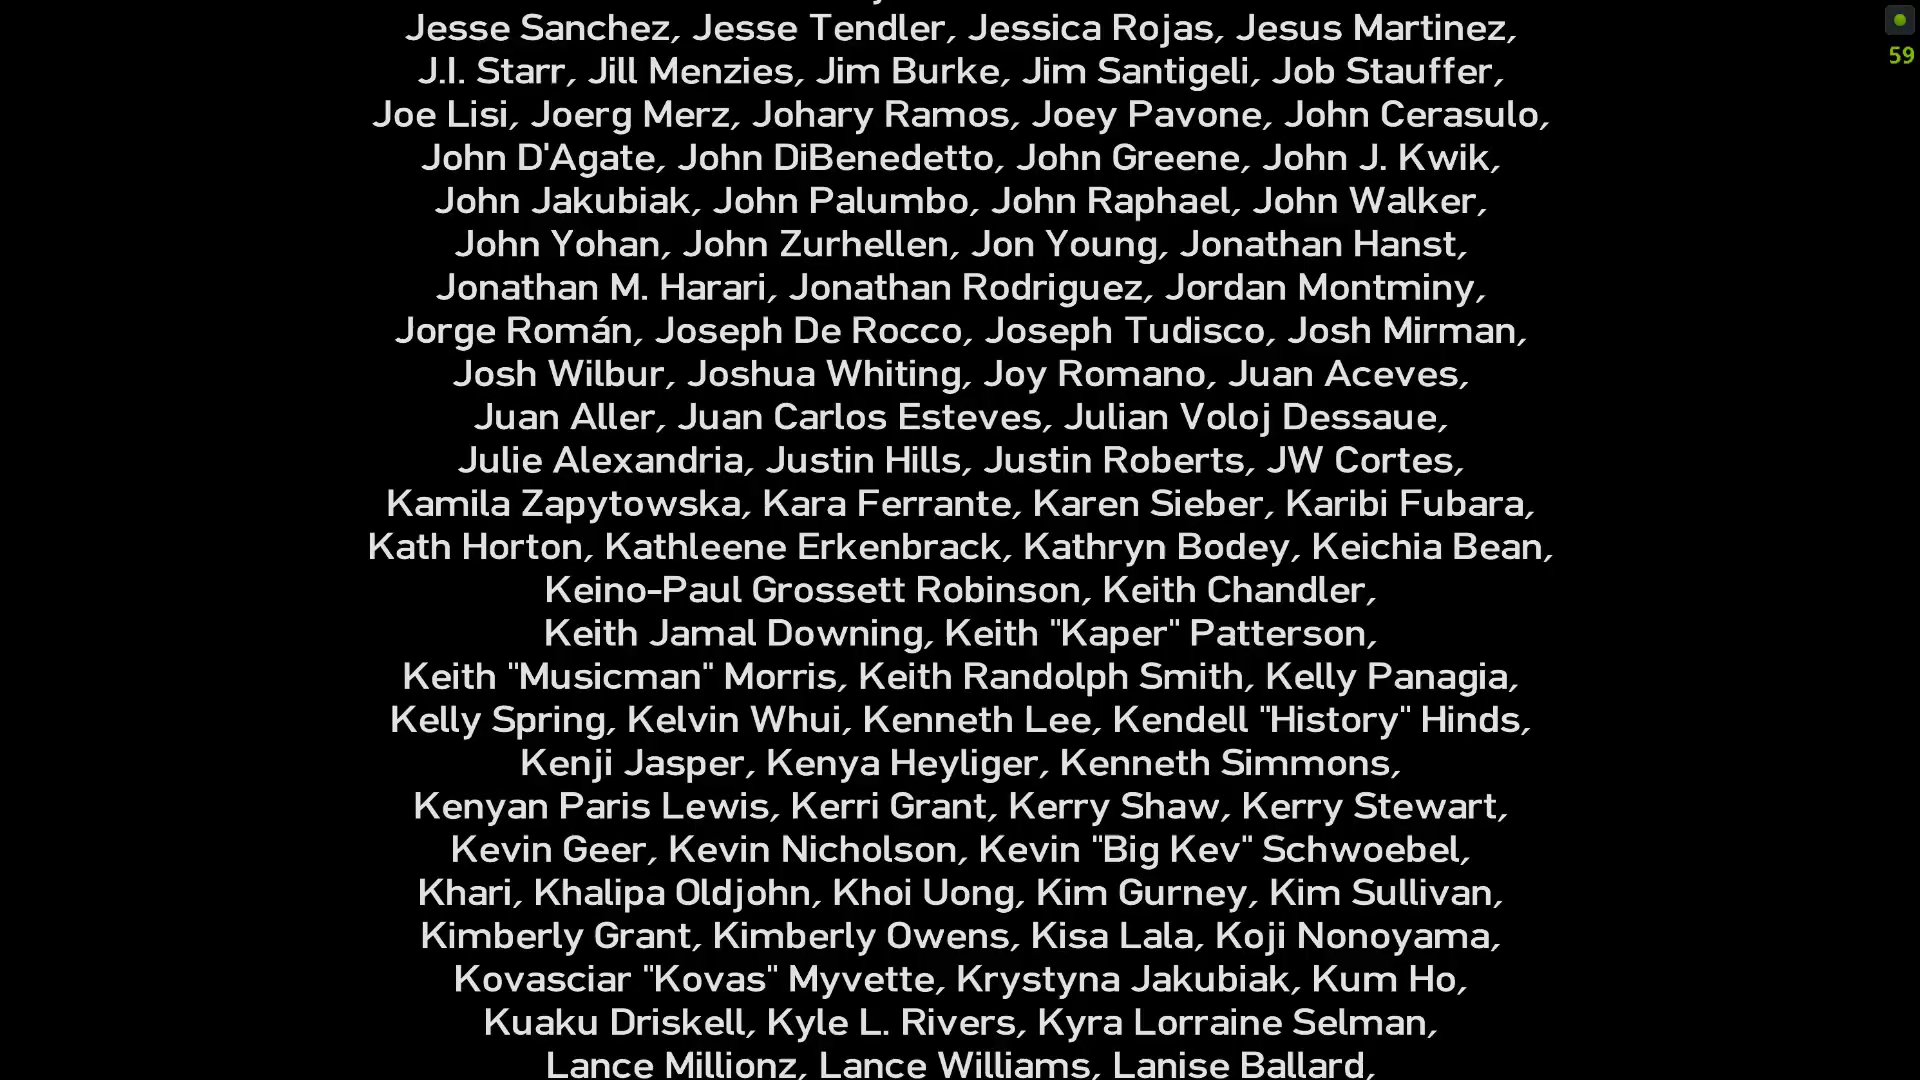 Jesse Sanchez, Jesse Tendler, Jessica Rojas, Jesus Martinez,
59
J.I. Starr, Jill Menzies, Jim Burke, Jim Santigeli, Job Stauffer,
Joe Lisi, Joerg Merz, Johary Ramos, Joey Pavone, John Cerasulo,
John D'Agate, John DiBenedetto, John Greene, John J. Kwik,
John Jakubiak, John Palumbo, John Raphael, John Walker,
John Yohan, John Zurhellen, Jon Young, Jonathan Hanst,
Jonathan M. Harari, Jonathan Rodriguez, Jordan Montminy,
Jorge Román, Joseph De Rocco, Joseph Tudisco, Josh Mirman,
Josh Wilbur, Joshua Whiting, Joy Romano, Juan Aceves,
Juan Aller, Juan Carlos Esteves, Julian Voloj Dessaue,
Julie Alexandria, Justin Hills, Justin Roberts, JW Cortes,
Kamila Zapytowska, Kara Ferrante, Karen Sieber, Karibi Fubara,
Kath Horton, Kathleene Erkenbrack, Kathryn Bodey, Keichia Bean,
Keino-Paul Grossett Robinson, Keith Chandler,
Keith Jamal Downing, Keith "Kaper" Patterson,
Keith "Musicman" Morris, Keith Randolph Smith, Kelly Panagia,
Kelly Spring, Kelvin Whui, Kenneth Lee, Kendell "History" Hinds,
Kenji Jasper, Kenya Heyliger, Kenneth Simmons,
Kenyan Paris Lewis, Kerri Grant, Kerry Shaw, Kerry Stewart,
Kevin Geer, Kevin Nicholson, Kevin "Big Kev" Schwoebel,
Khari, Khalipa Oldjohn, Khoi Uong, Kim Gurney, Kim Sullivan,
Kimberly Grant, Kimberly Owens, Kisa Lala, Koji Nonoyama,
Kovasciar "Kovas" Myvette, Krystyna Jakubiak, Kum Ho,
Kuaku Driskell, Kyle L. Rivers, Kyra Lorraine Selman,
Lance Millionz, Lance Williams, Lanise Ballard,